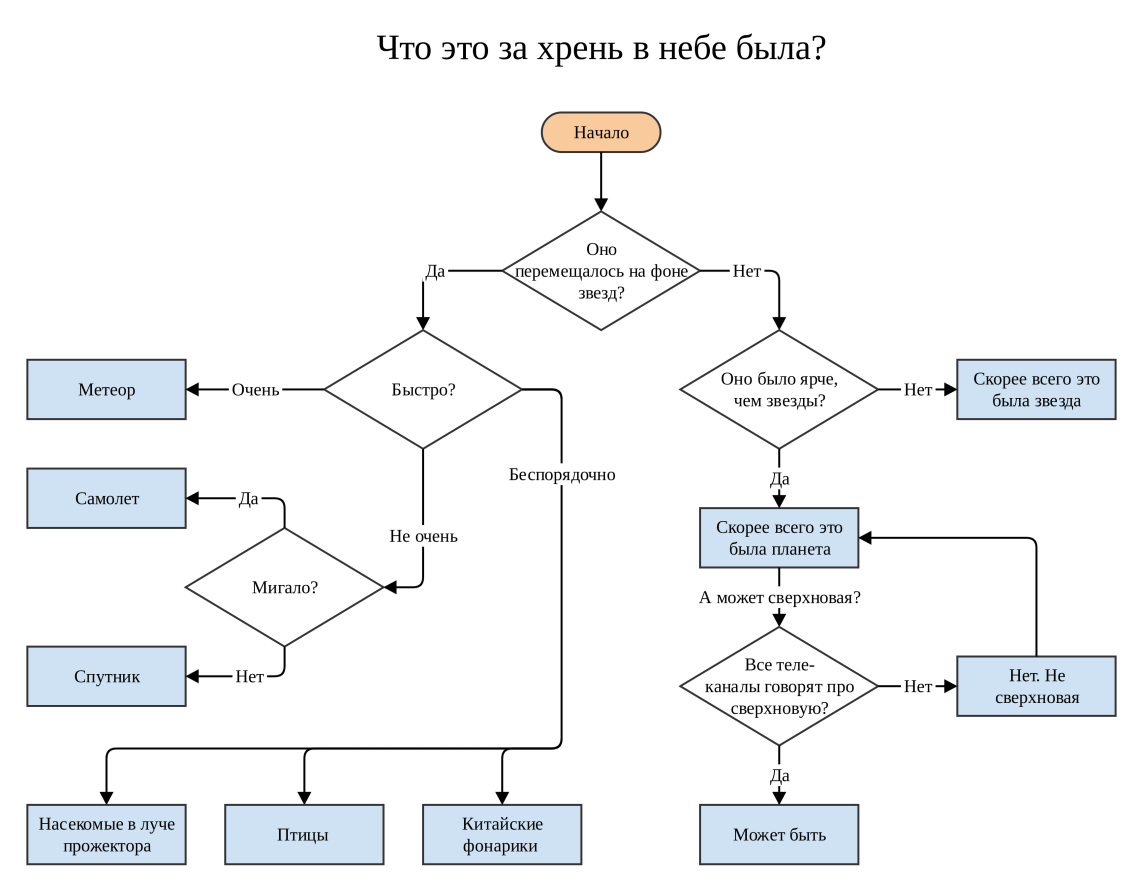 Что это за хрень в небе была?
Начало
Оно
перемещалось на фоне
звезд?
Да
Нет
Быстро?
Очень
Метеор
Оно было ярче,
чем звезды?
Нет
Скорее всего это
была звезда
Беспорядочно
Да
Самолет
Да
Не очень
Скорее всего это
была планета
Мигало?
А может сверхновая?
Спутник
Нет
Все теле-
каналы говорят про
сверхновую?
Нет
Нет. Не
сверхновая
Да
Насекомые в луче
прожектора
Птицы
Китайские
фонарики
Может быть